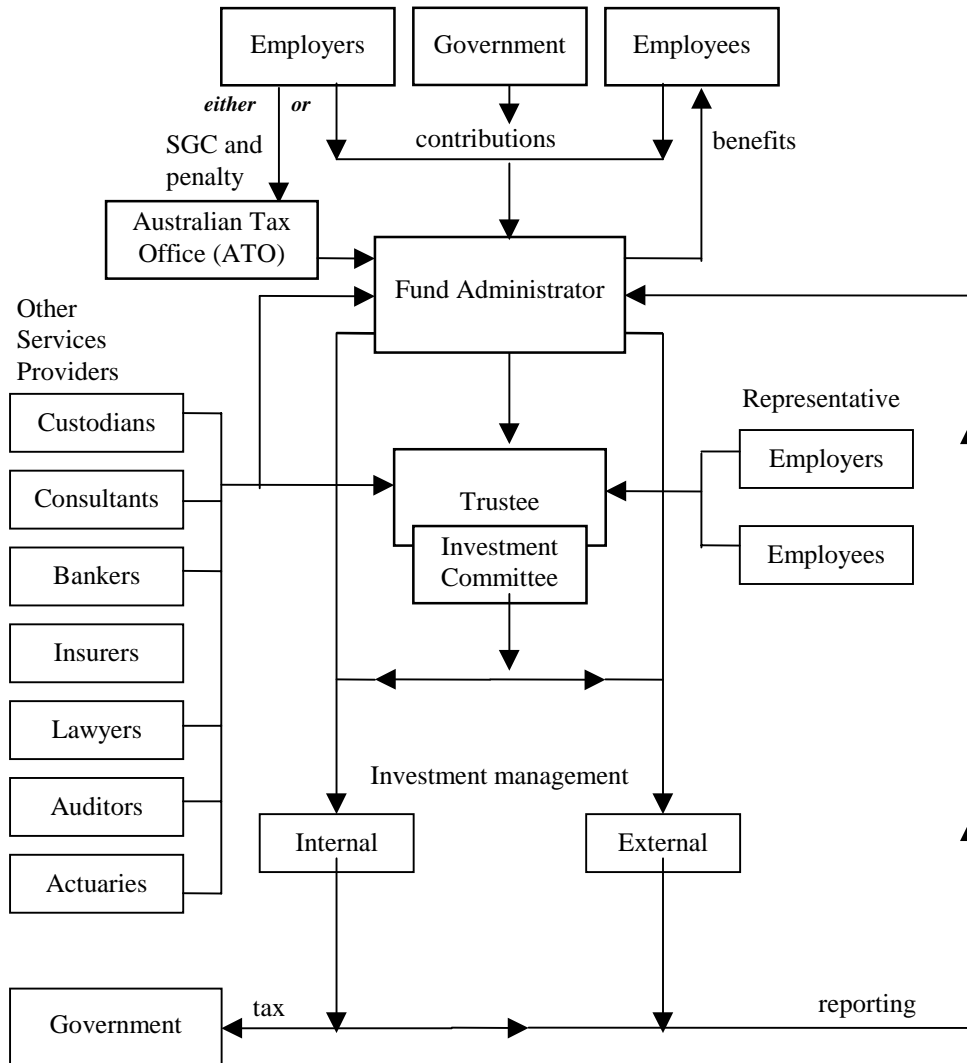 Employers
Government
Employees
either or
SGC and
penalty
contributions
benefits
Australian Tax
Office (ATO)
Fund Administrator
Other
Services
Providers
Custodians
Consultants
Bankers
Insurers
Lawyers
Auditors
Actuaries
Trustee
Investment
Committee
Representative
Employers
Employees
Investment management
Internal
External
Government
tax
reporting